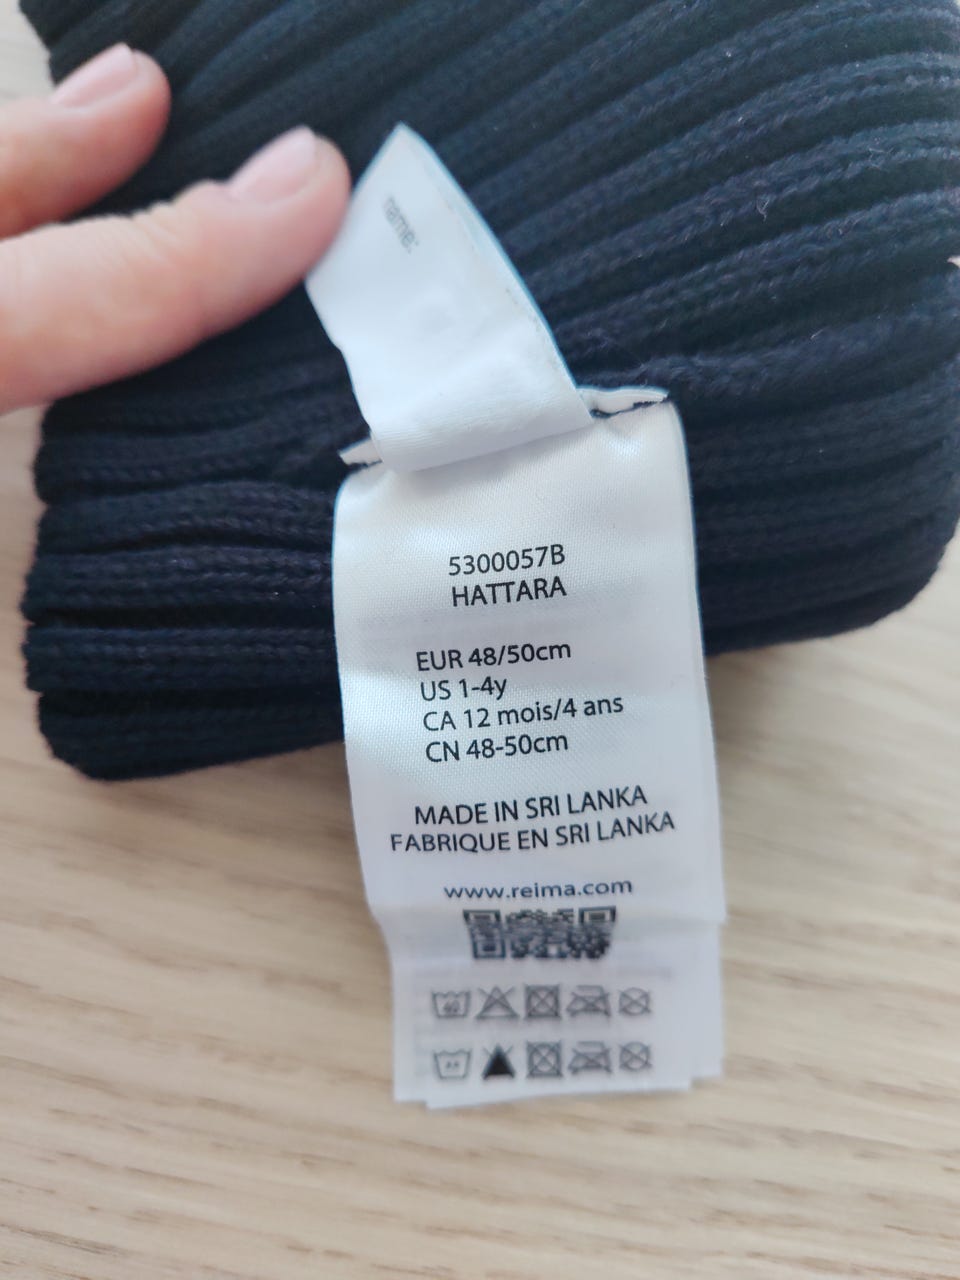 name:
5300057B
HATTARA
EUR 48/50cm
US 1-4y
CA 12 mois/4 ans
CN 48-50cm
MADE IN SRI LANKA
FABRIQUE EN SRI LANKA
www.reima.com